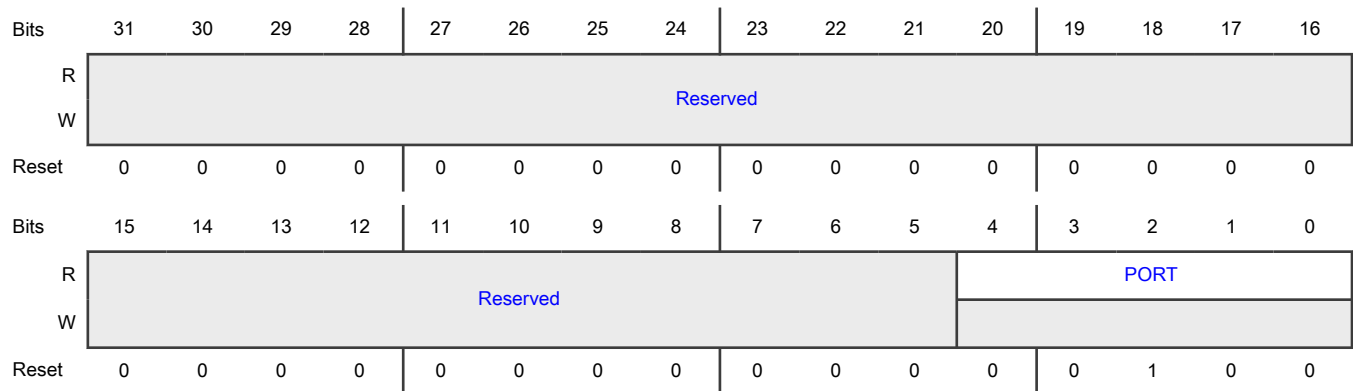 Bits 31 30 29 28 27 26 25 24 23 22 21 20 19 18 17 16
R
Reserved
W
Reset 0 0 0 0 0 0 0 0 0 0 0 0 0 0 0 0
Bits 15 14 13 12 11 10 9 8 7 6 5 4 3 2 1 0
R PORT
Reserved
W
Reset 0 0 0 0 0 0 0 0 0 0 0 0 0 1 0 0